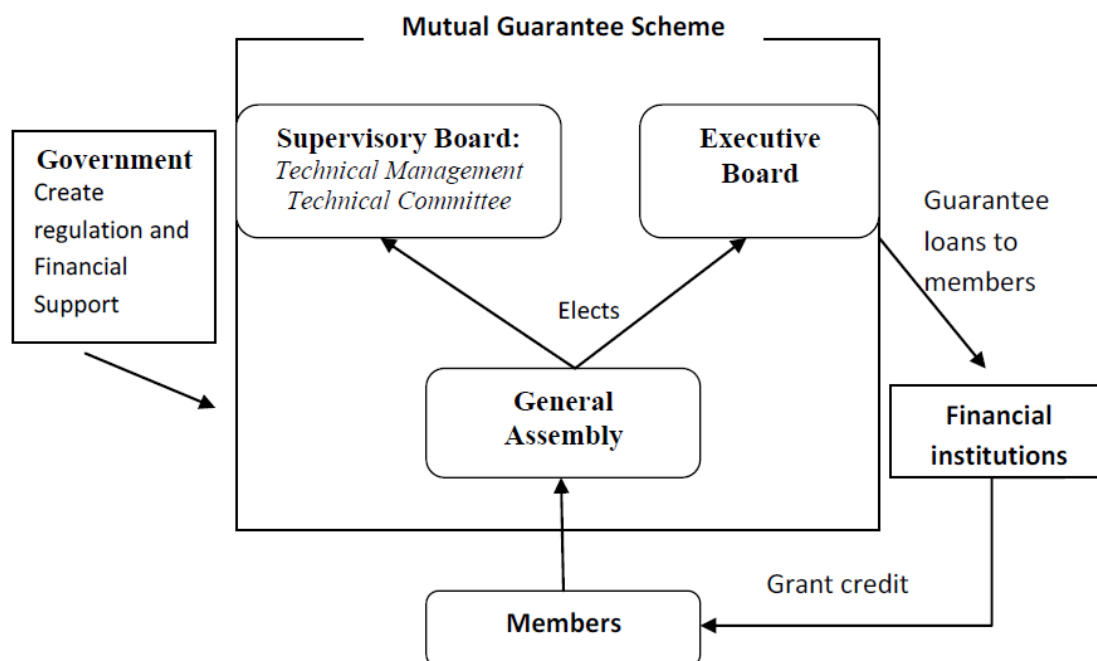 Mutual Guarantee Scheme
Government
Create
regulation and
Financial
Support
Supervisory Board:
Technical Management
Technical Committee
Executive
Board
Guarantee
loans to
members
Elects
General
Assembly
Financial
institutions
Grant credit
Members